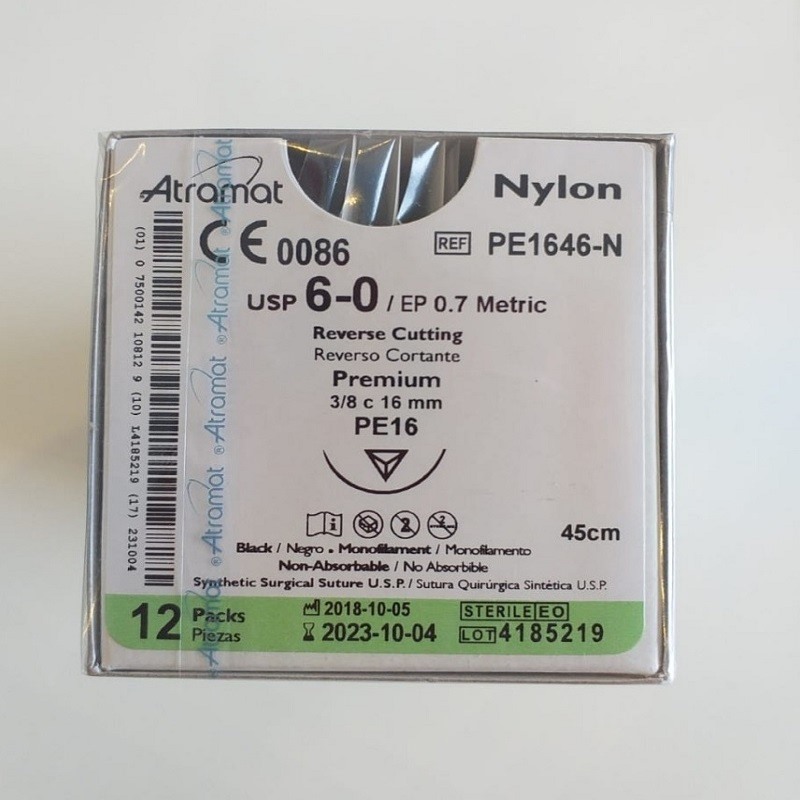 Atramat
Nylon
CE 0086
REF PE1646-N
USP 6-0 / EP 0.7 Metric
Reverse Cutting
Reverso Cortante
Premium
3/8 c 16 mm
PE16
45cm
Black / Negro • Monofilament / Monofilamento
Non-Absorbable / No Absorbible
Synthetic Surgical Suture U.S.P. / Sutura Quirúrgica Sintética U.S.P.
12 Packs
Piezas
2018-10-05
2023-10-04
STERILE EO
LOT 4185219
(01) 0 7500142 10812 9 (10) L4185219 (17) 231004
®Atramat ®Atramat ®Atramat ®Atramat